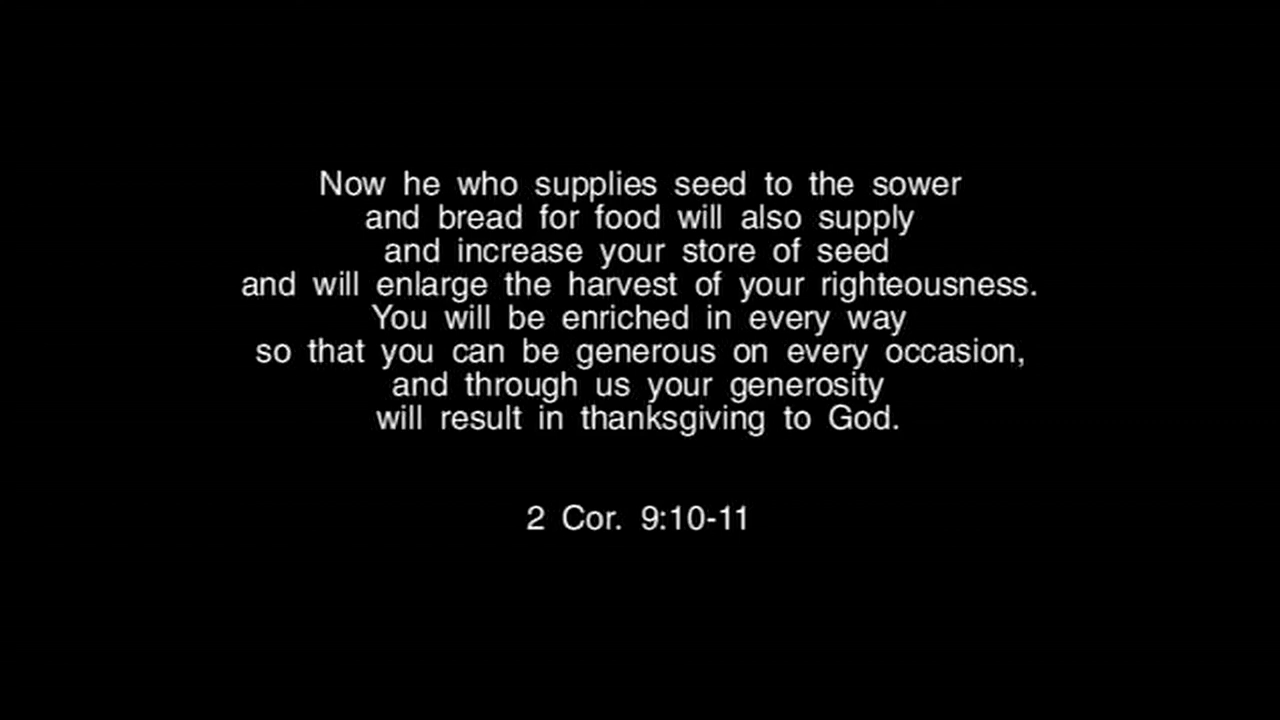 Now he who supplies seed to the sower
and bread for food will also supply
and increase your store of seed
and will enlarge the harvest of your righteousness.
You will be enriched in every way
so that you can be generous on every occasion,
and through us your generosity
will result in thanksgiving to God.
2 Cor. 9:10-11